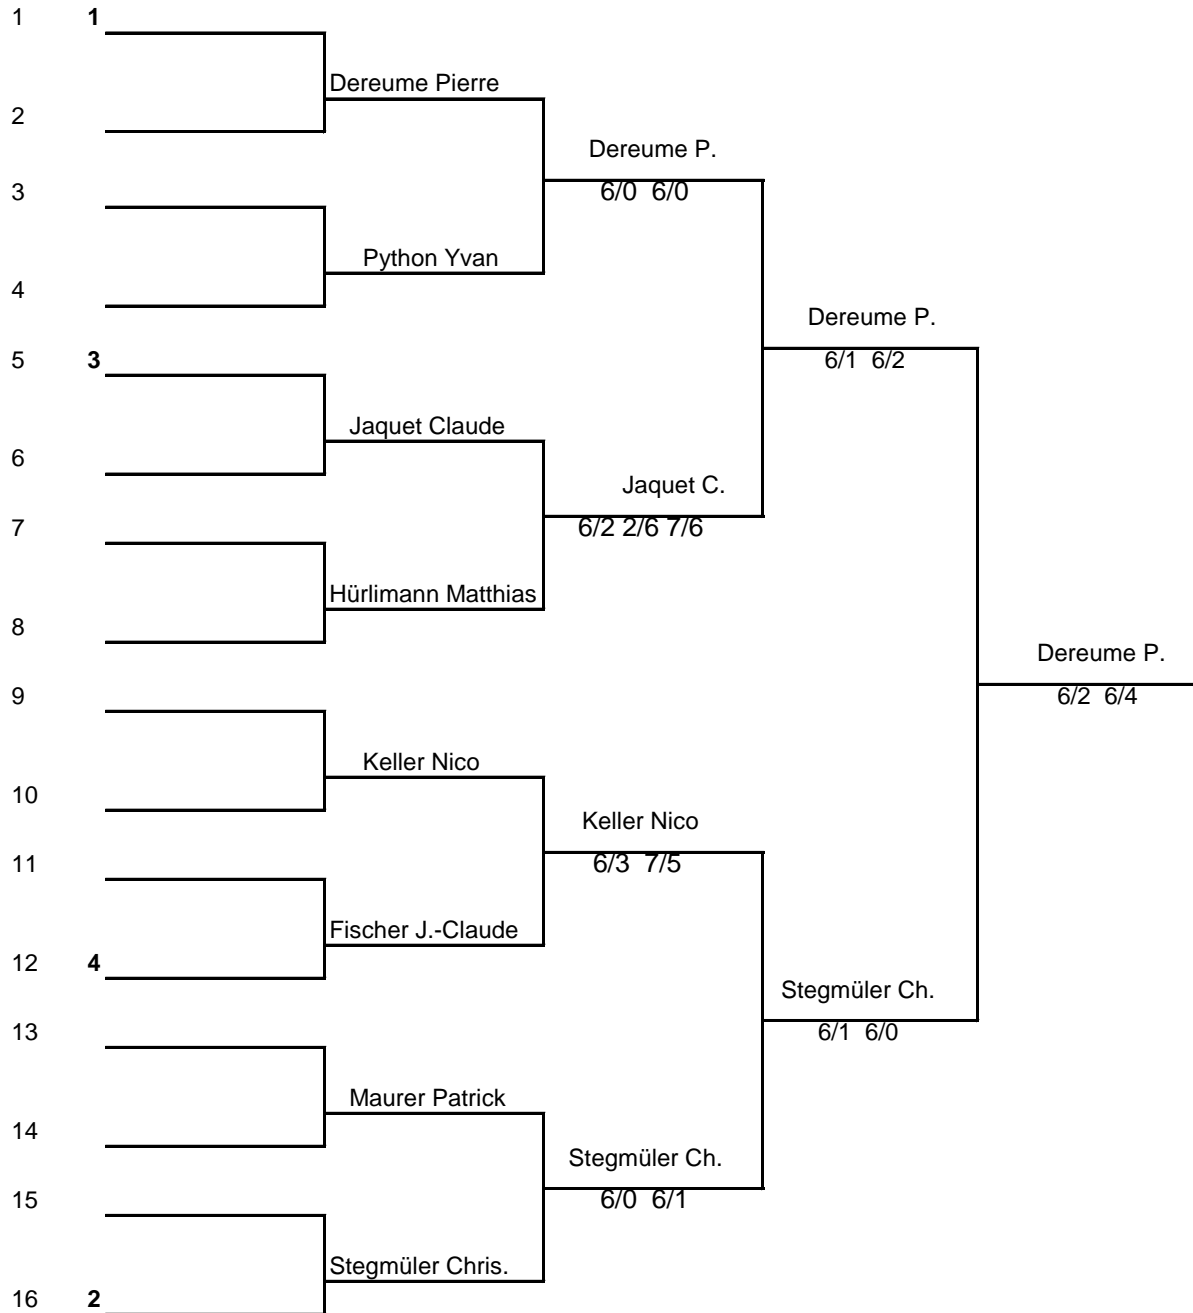 1 1
Dereume Pierre
2
Dereume P.
3
6/0 6/0
Python Yvan
4
Dereume P.
5 3
6/1 6/2
Jaquet Claude
6
Jaquet C.
7
6/2 2/6 7/6
Hürlimann Matthias
8
Dereume P.
9
6/2 6/4
Keller Nico
10
Keller Nico
11
6/3 7/5
Fischer J.-Claude
12 4
Stegmüler Ch.
13
6/1 6/0
Maurer Patrick
14
Stegmüler Ch.
15
6/0 6/1
Stegmüler Chris.
16 2